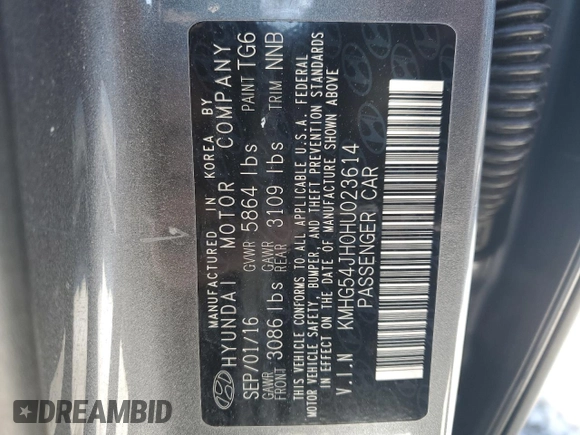 MANUFACTURED IN KOREA BY
HYUNDAI MOTOR COMPANY
SEP/01/16 GVWR 5864 lbs PAINT TG6
GAWR FRONT 3086 lbs GAWR REAR 3109 lbs TRIM NNB
THIS VEHICLE CONFORMS TO ALL APPLICABLE U.S.A. FEDERAL
MOTOR VEHICLE SAFETY, BUMPER, AND THEFT PREVENTION STANDARDS
IN EFFECT ON THE DATE OF MANUFACTURE SHOWN ABOVE
V.I.N KMHG54JH0HU023614
PASSENGER CAR
DREAMBID